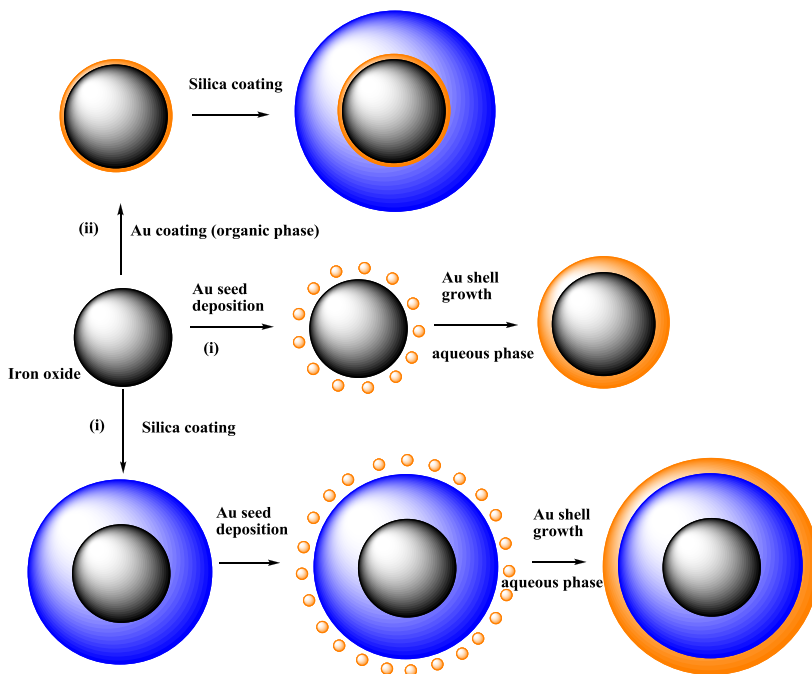 Silica coating
(ii)
Au coating (organic phase)
Au seed
deposition
(i)
Au shell
growth
aqueous phase
Iron oxide
(i)
Silica coating
Au seed
deposition
Au shell
growth
aqueous phase